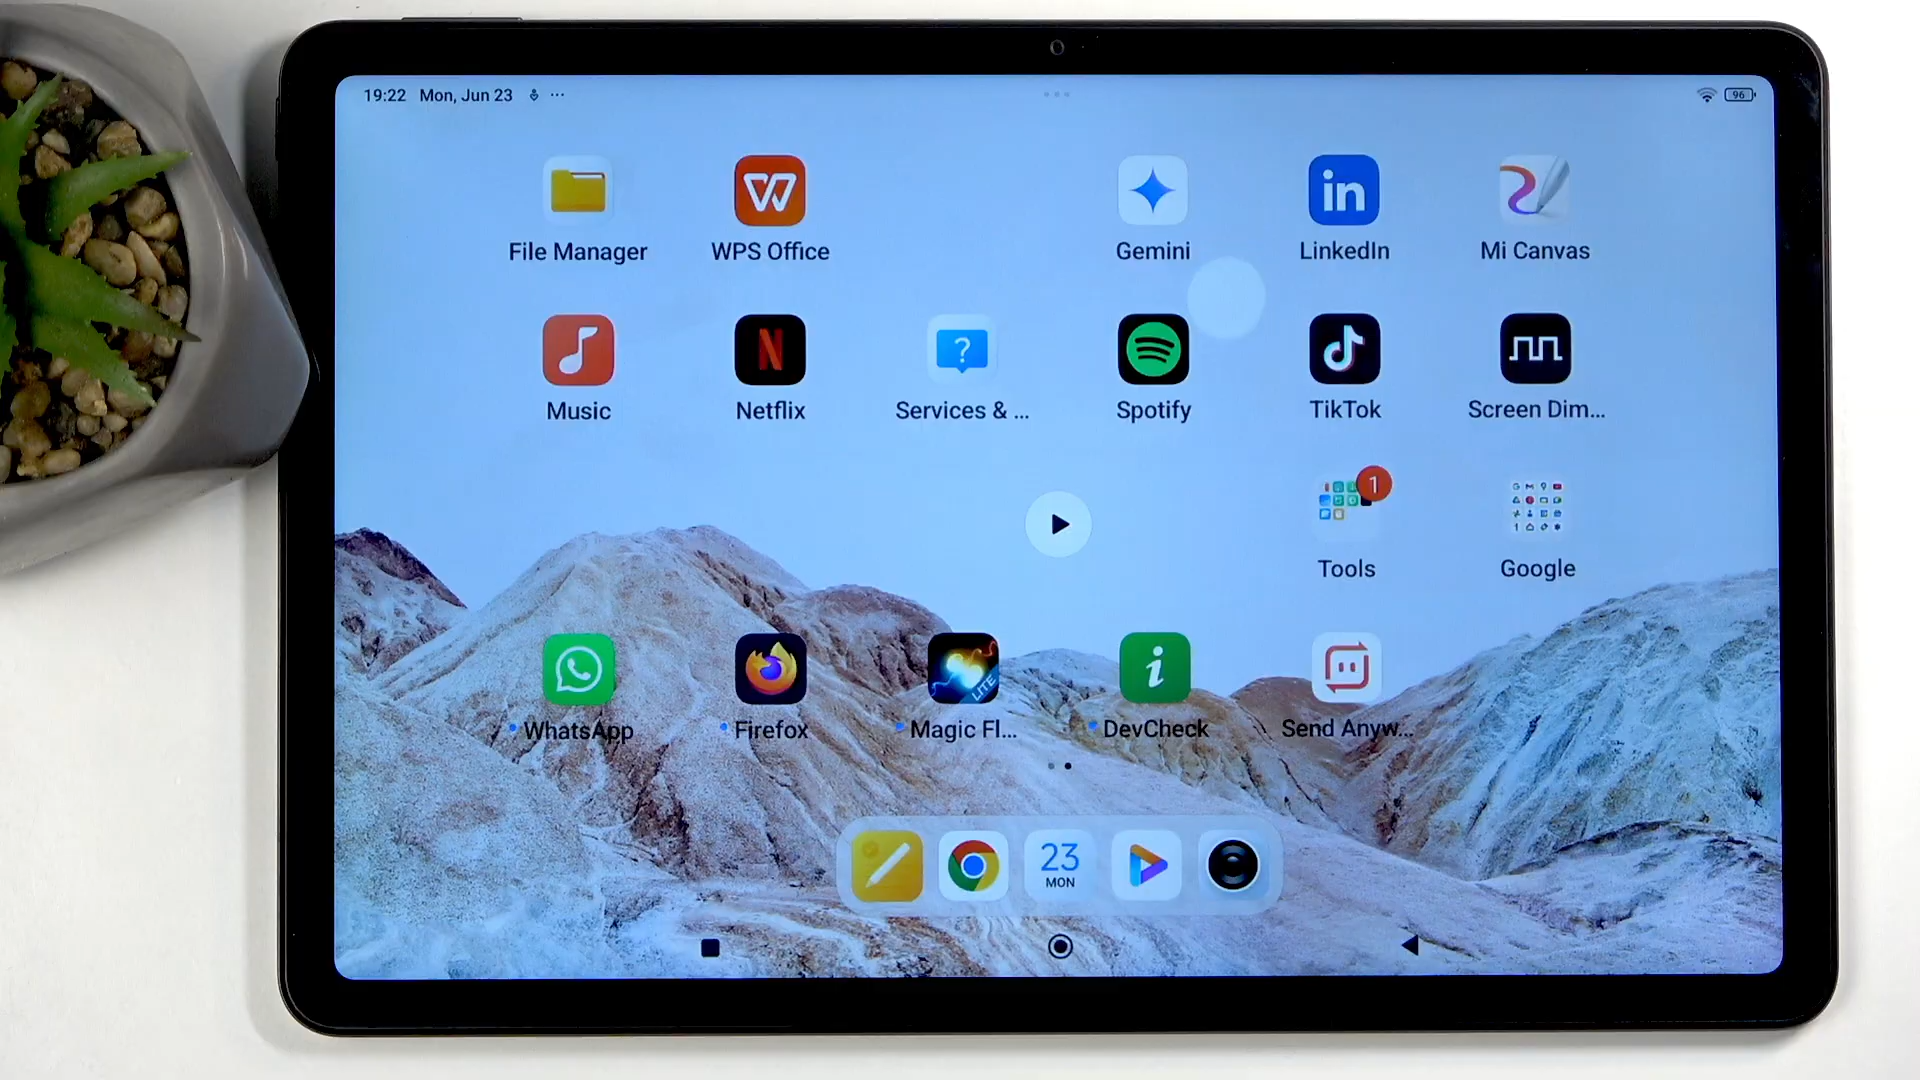 19:22 Mon, Jun 23 96
File Manager WPS Office Gemini LinkedIn Mi Canvas
Music Netflix Services & ... Spotify TikTok Screen Dim...
1
Tools Google
LITE
WhatsApp Firefox Magic Fl... DevCheck Send Anyw...
23
MON